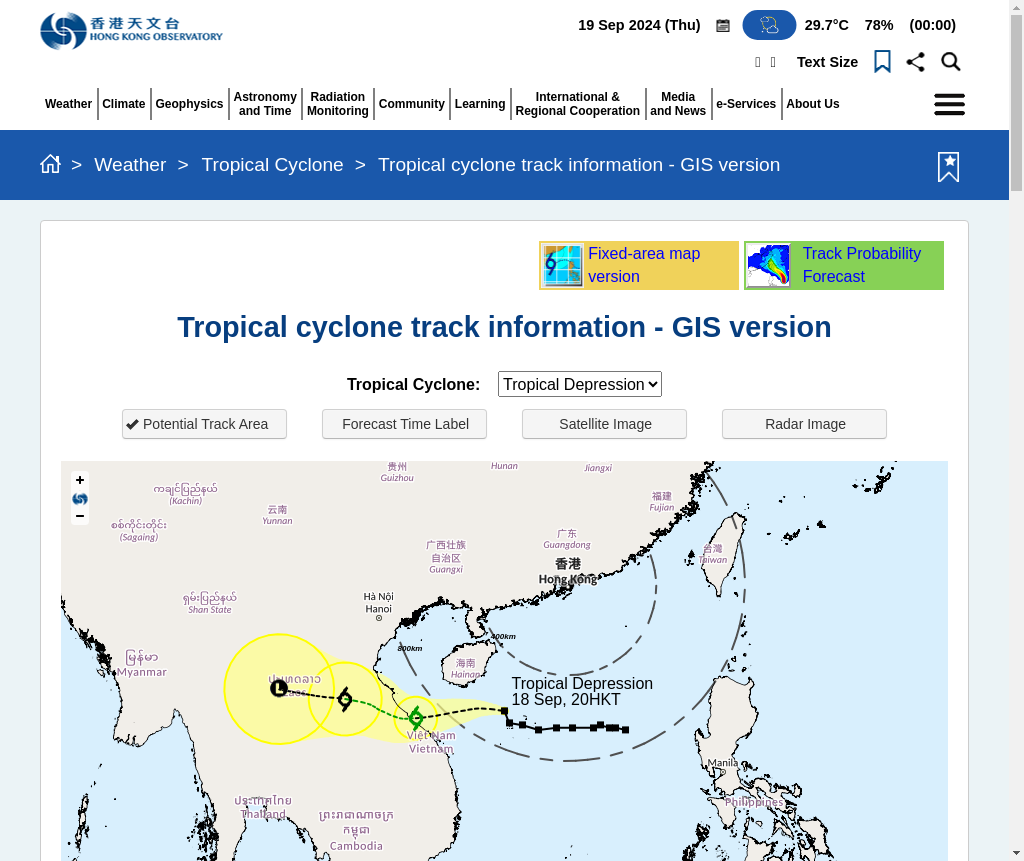 香港天文台
HONG KONG OBSERVATORY
19 Sep 2024 (Thu)
29.7°C
78%
(00:00)
Text Size
Weather
Climate
Geophysics
Astronomy
and Time
Radiation
Monitoring
Community
Learning
International &
Regional Cooperation
Media
and News
e-Services
About Us
> Weather > Tropical Cyclone > Tropical cyclone track information - GIS version
Fixed-area map
version
Track Probability
Forecast
Tropical cyclone track information - GIS version
Tropical Cyclone:
Tropical Depression
Potential Track Area
Forecast Time Label
Satellite Image
Radar Image
+
−
贵州
Guizhou
Hunan
Jiangxi
ကချင်ပြည်နယ်
(Kachin)
စစ်ကိုင်းတိုင်း
(Sagaing)
云南
Yunnan
福建
Fujian
广西壮族
自治区
Guangxi
广东
Guangdong
香港
Hong Kong
台灣
Taiwan
ရှမ်းပြည်နယ်
Shan State
Hà Nội
Hanoi
မြန်မာ
Myanmar
400km
800km
海南
Hainan
ປະເທດລາວ
Laos
L
Tropical Depression
18 Sep, 20HKT
Việt Nam
Vietnam
Manila
Philippines
ประเทศไทย
Thailand
ព្រះរាជាណាចក្រ
កម្ពុជា
Cambodia